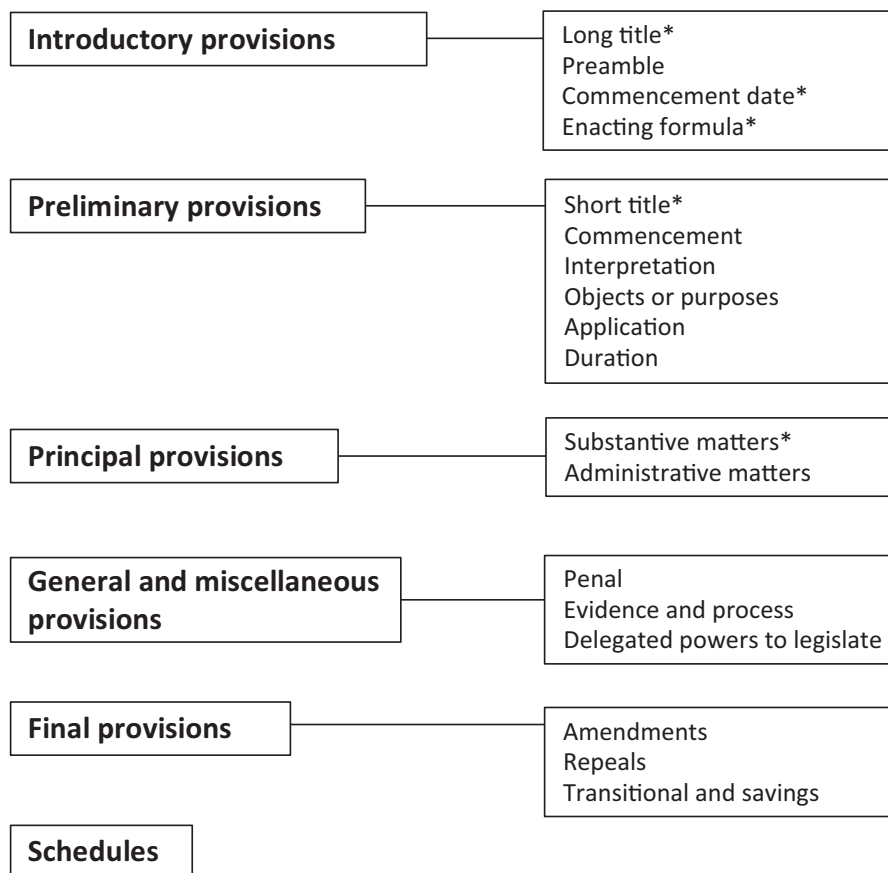 Introductory provisions
Long title*
Preamble
Commencement date*
Enacting formula*
Preliminary provisions
Short title*
Commencement
Interpretation
Objects or purposes
Application
Duration
Principal provisions
Substantive matters*
Administrative matters
General and miscellaneous
provisions
Penal
Evidence and process
Delegated powers to legislate
Final provisions
Amendments
Repeals
Transitional and savings
Schedules